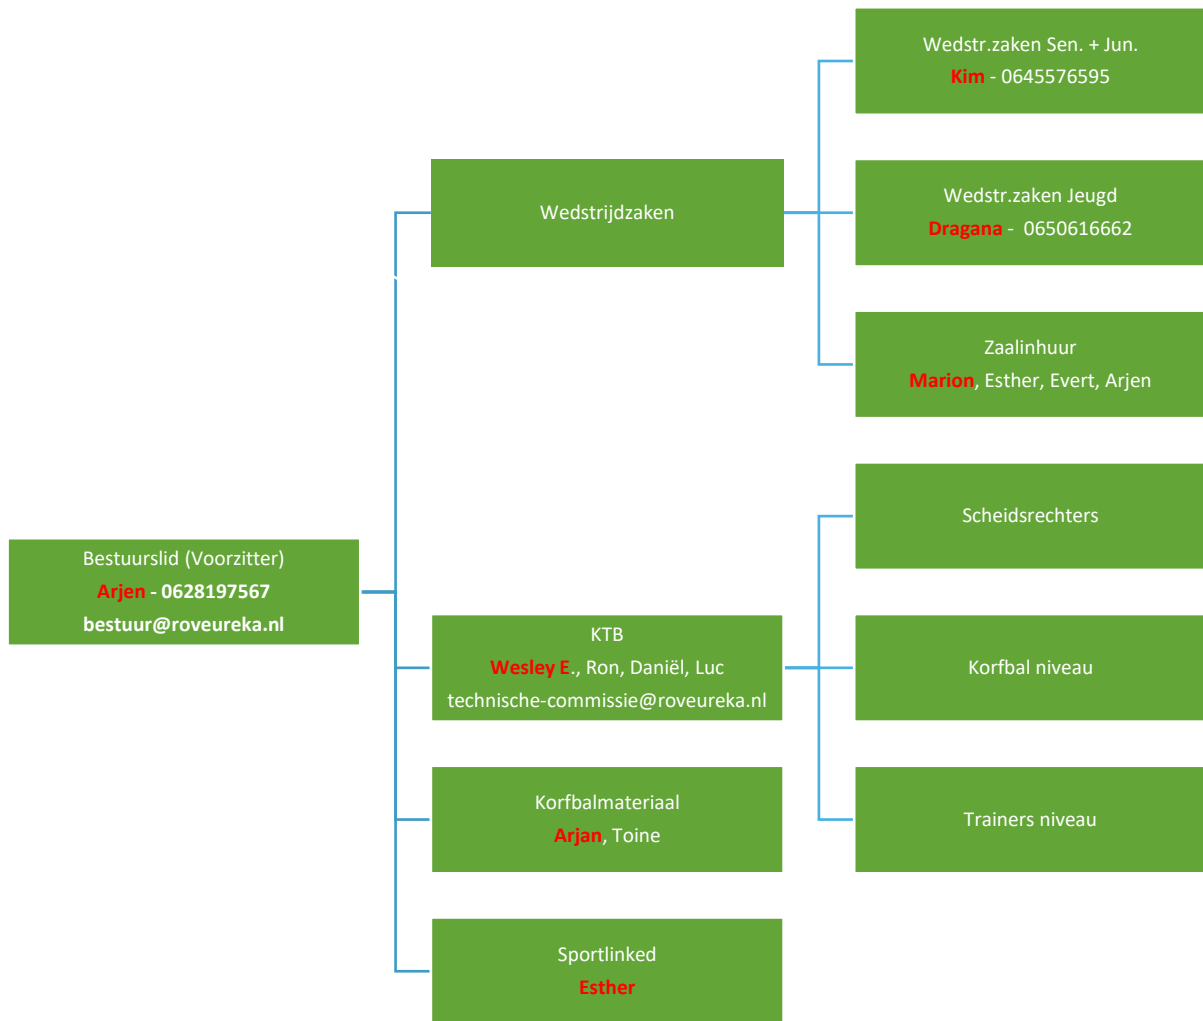 Wedstr.zaken Sen. + Jun.
Kim - 0645576595
Wedstrijdzaken
Wedstr.zaken Jeugd
Dragana - 0650616662
Zaalinhuur
Marion, Esther, Evert, Arjen
Bestuurslid (Voorzitter)
Arjen - 0628197567
bestuur@roveureka.nl
KTB
Wesley E., Ron, Daniël, Luc
technische-commissie@roveureka.nl
Scheidsrechters
Korfbal niveau
Trainers niveau
Korfbalmateriaal
Arjan, Toine
Sportlinked
Esther